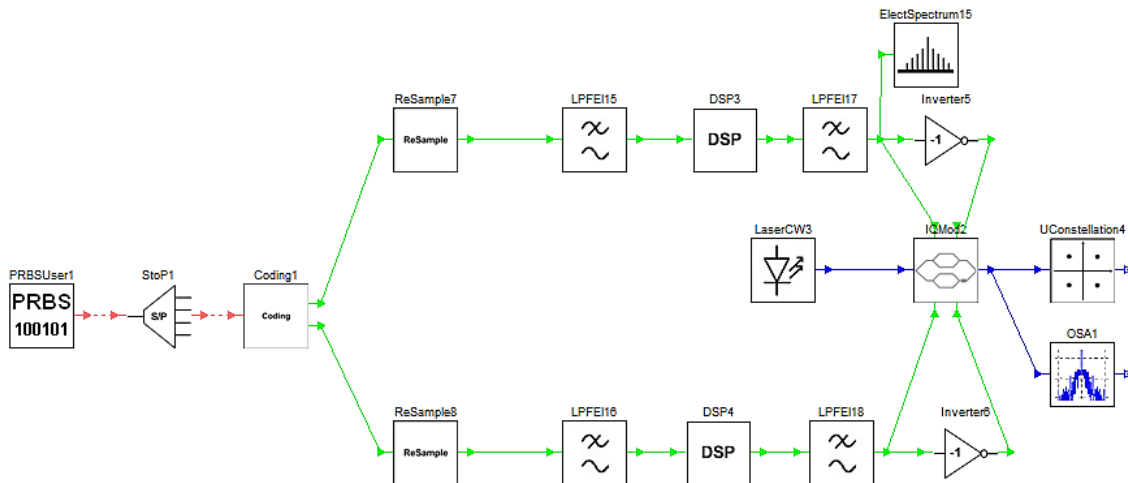 ElectSpectrum15
ReSample7
LPFEl15
DSP3
LPFEl17
Inverter5
ReSample
DSP
-1
LaserCW3
IQMod2
UConstellation4
PRBSUser1
StoP1
Coding1
PRBS
100101
S/P
Coding
OSA1
ReSample8
LPFEl16
DSP4
LPFEl18
Inverter6
ReSample
DSP
-1